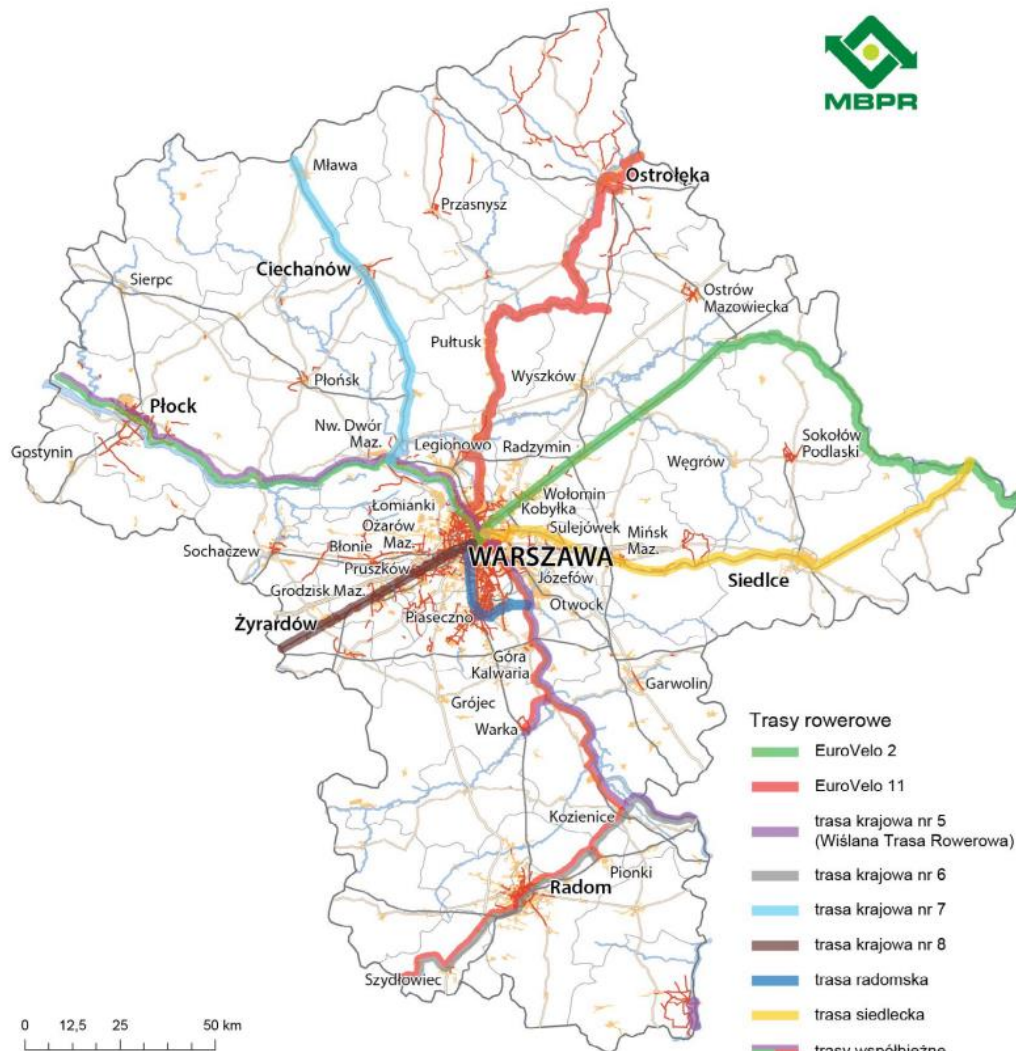 MBPR
Mława
Ostrołęka
Przasnysz
Ciechanów
Sierpc
Ostrów
Mazowiecka
Pułtusk
Płońsk
Wyszków
Płock
Nw. Dwór
Maz.
Legionowo
Radzymin
Sokołów
Podlaski
Gostynin
Węgrów
Łomianki
Wołomin
Kobyłka
Ożarów
Maz.
Sulejówek
Mińsk
Maz.
Sochaczew
Błonie
WARSZAWA
Pruszków
Siedlce
Grodzisk Maz.
Józefów
Otwock
Żyrardów
Piaseczno
Góra
Kalwaria
Garwolin
Grójec
Warka
Kozienice
Pionki
Radom
Szydłowiec
Trasy rowerowe
EuroVelo 2
EuroVelo 11
trasa krajowa nr 5
(Wiślana Trasa Rowerowa)
trasa krajowa nr 6
trasa krajowa nr 7
trasa krajowa nr 8
trasa radomska
trasa siedlecka
trasy współbieżne
0 12,5 25 50 km